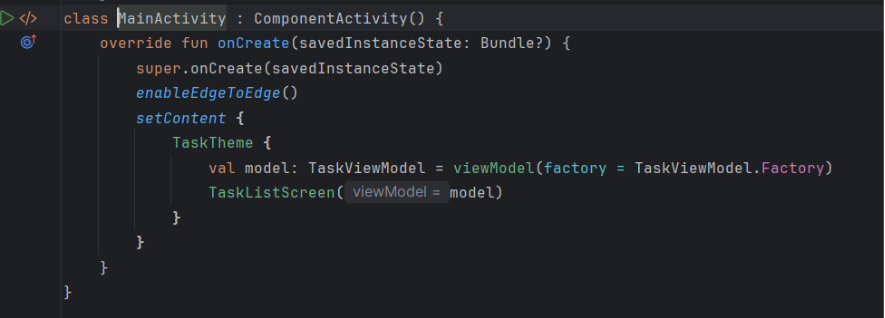 class MainActivity : ComponentActivity() {
    override fun onCreate(savedInstanceState: Bundle?) {
        super.onCreate(savedInstanceState)
        enableEdgeToEdge()
        setContent {
            TaskTheme {
                val model: TaskViewModel = viewModel(factory = TaskViewModel.Factory)
                TaskListScreen( viewModel = model)
            }
        }
    }
}